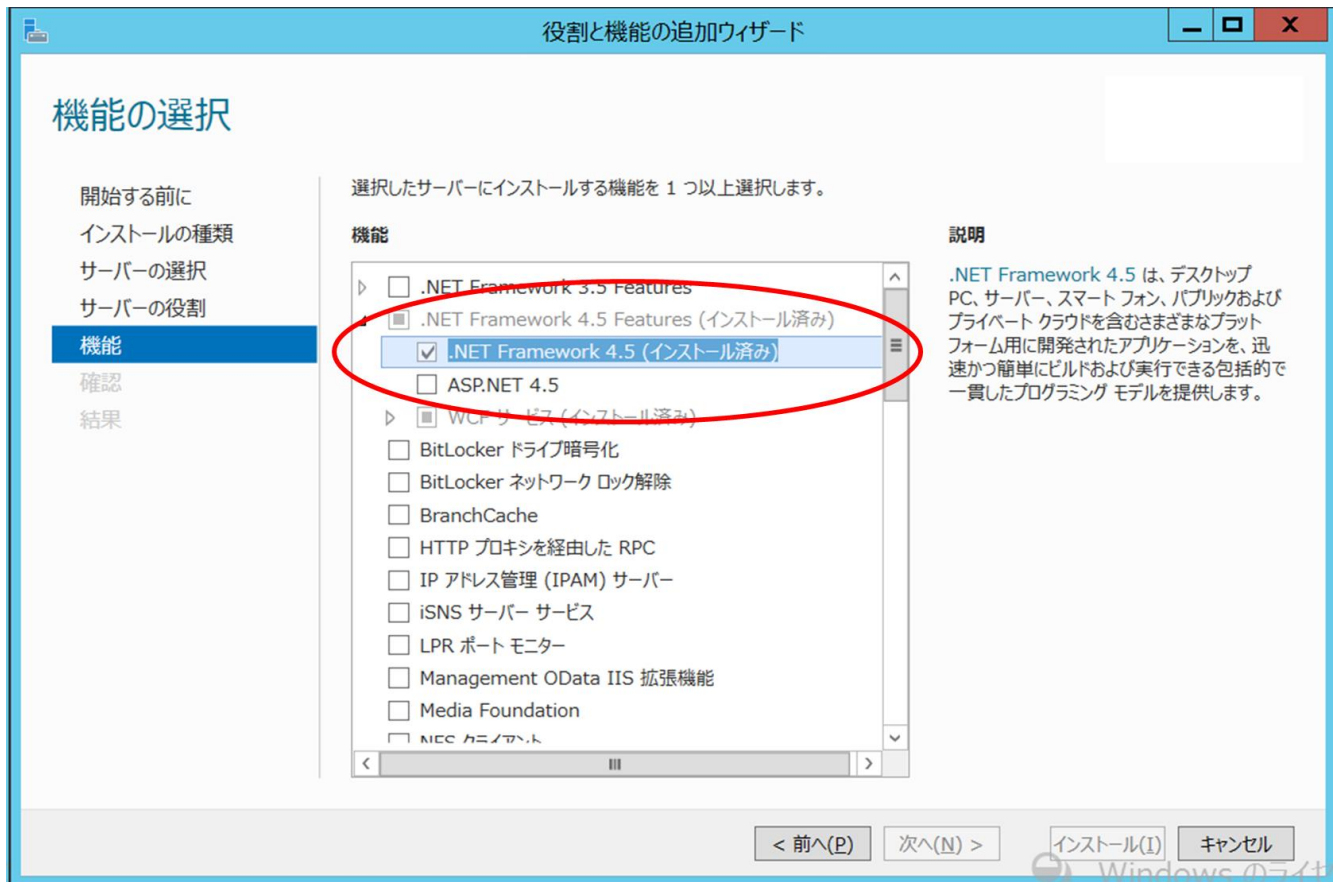 役割と機能の追加ウィザード
機能の選択
開始する前に
インストールの種類
サーバーの選択
サーバーの役割
機能
確認
結果
選択したサーバーにインストールする機能を 1 つ以上選択します。
機能
.NET Framework 3.5 Features
.NET Framework 4.5 Features (インストール済み)
.NET Framework 4.5 (インストール済み)
ASP.NET 4.5
WCF サービス (インストール済み)
BitLocker ドライブ暗号化
BitLocker ネットワーク ロック解除
BranchCache
HTTP プロキシを経由した RPC
IP アドレス管理 (IPAM) サーバー
iSNS サーバー サービス
LPR ポート モニター
Management OData IIS 拡張機能
Media Foundation
NFS クライアント
説明
.NET Framework 4.5 は、デスクトップ
PC、サーバー、スマート フォン、パブリックおよび
プライベート クラウドを含むさまざまなプラット
フォーム用に開発されたアプリケーションを、迅
速かつ簡単にビルドおよび実行できる包括的で
一貫したプログラミング モデルを提供します。
< 前へ(P)
次へ(N) >
インストール(I)
キャンセル
Windows のライセ